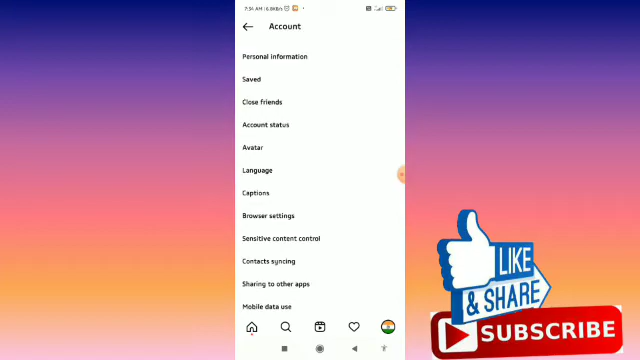 7:34 AM | 6.8KB/s
Account
Personal information
Saved
Close friends
Account status
Avatar
Language
Captions
Browser settings
Sensitive content control
Contacts syncing
Sharing to other apps
Mobile data use
LIKE
& SHARE
SUBSCRIBE